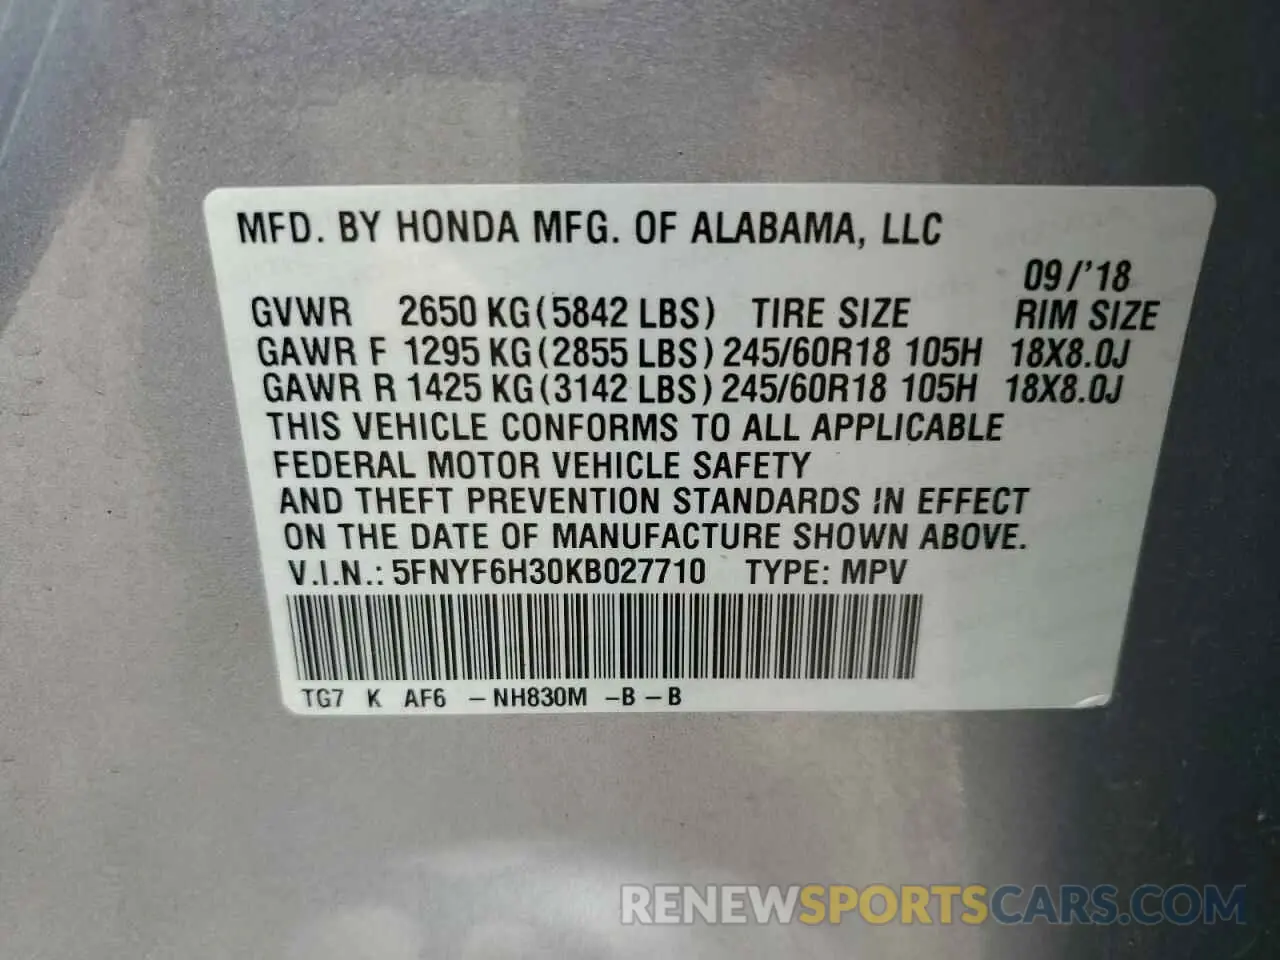 MFD. BY HONDA MFG. OF ALABAMA, LLC
09/'18
GVWR 2650 KG(5842 LBS) TIRE SIZE RIM SIZE
GAWR F 1295 KG(2855 LBS) 245/60R18 105H 18X8.0J
GAWR R 1425 KG(3142 LBS) 245/60R18 105H 18X8.0J
THIS VEHICLE CONFORMS TO ALL APPLICABLE
FEDERAL MOTOR VEHICLE SAFETY
AND THEFT PREVENTION STANDARDS IN EFFECT
ON THE DATE OF MANUFACTURE SHOWN ABOVE.
V.I.N.: 5FNYF6H30KB027710 TYPE: MPV
TG7 K AF6 -NH830M -B-B
RENEWSPORTSCARS.COM